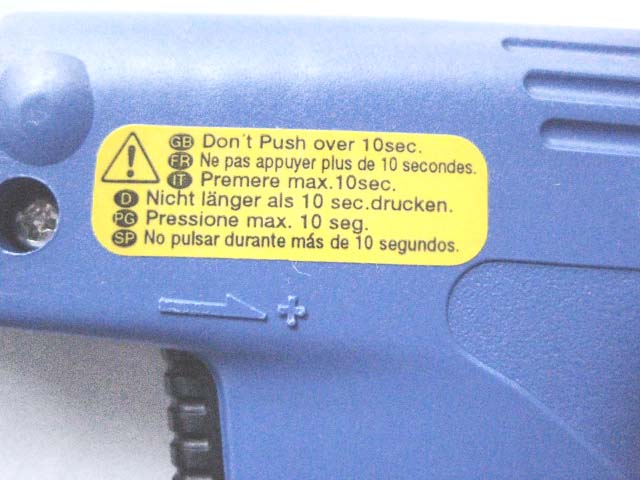 GB Don't Push over 10sec.
FR Ne pas appuyer plus de 10 secondes.
IT Premere max.10sec.
D Nicht länger als 10 sec.drucken.
PG Pressione max. 10 seg.
SP No pulsar durante más de 10 segundos.
+